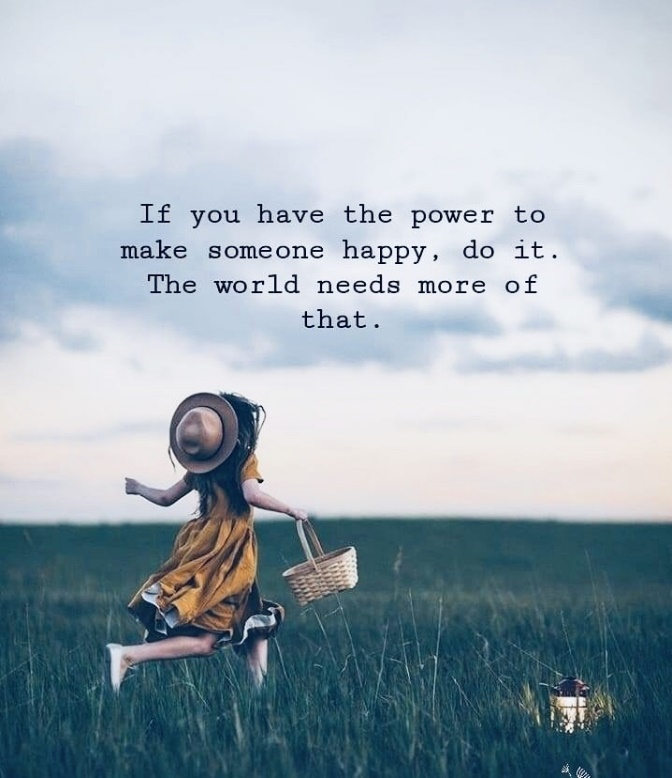 If you have the power to
make someone happy, do it.
The world needs more of
that.